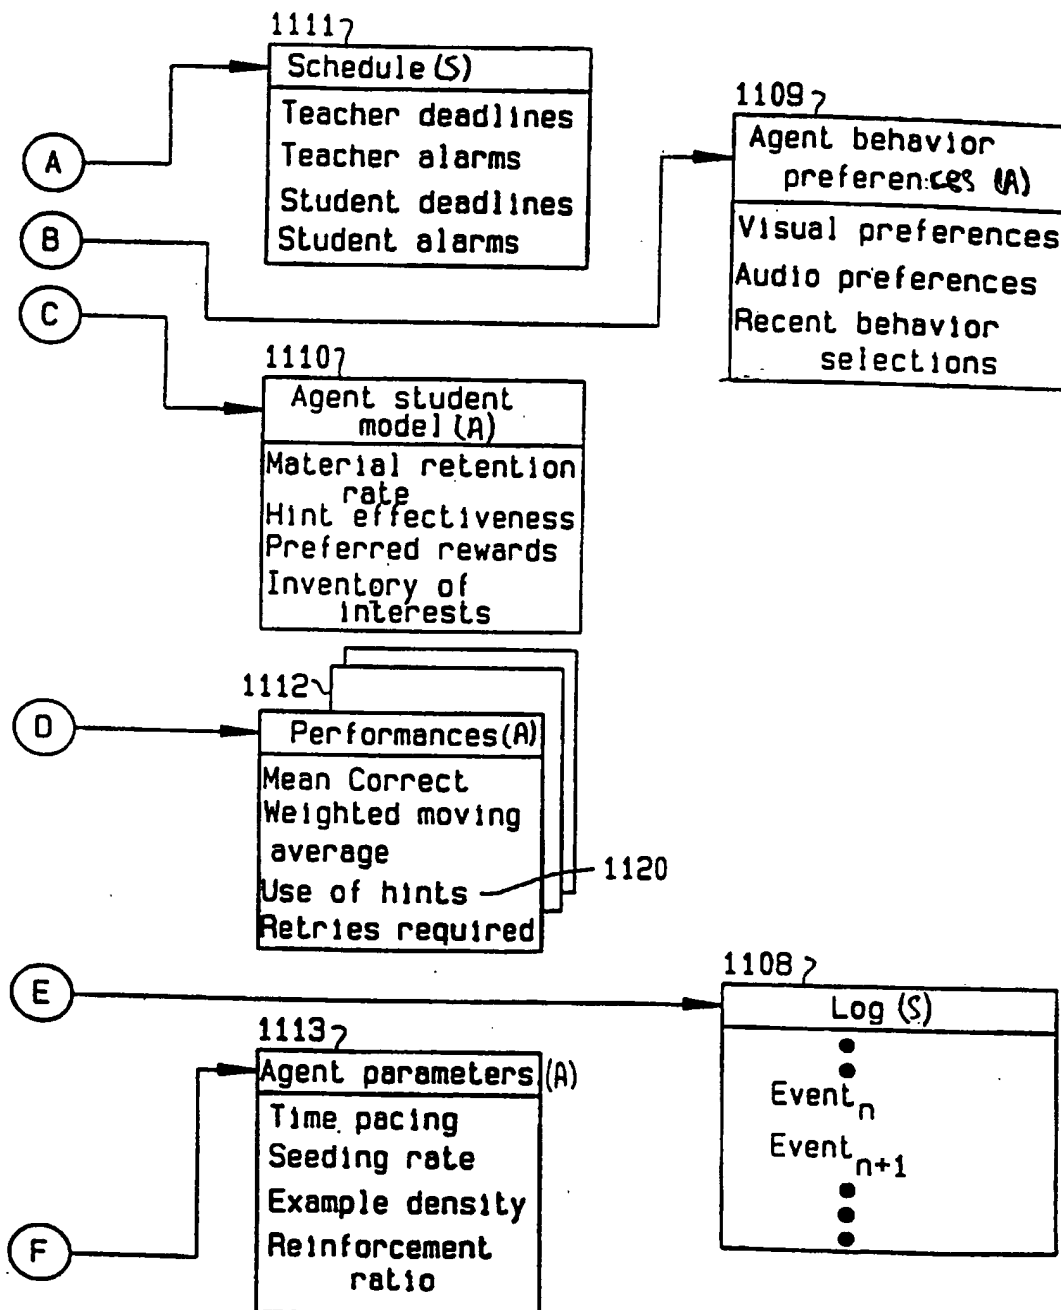 1111
Schedule (S)
Teacher deadlines
Teacher alarms
Student deadlines
Student alarms
A
B
C
1109
Agent behavior
preferences (A)
Visual preferences
Audio preferences
Recent behavior
selections
1110
Agent student
model (A)
Material retention
rate
Hint effectiveness
Preferred rewards
Inventory of
interests
D
1112
Performances (A)
Mean Correct
Weighted moving
average
Use of hints
1120
Retries required
E
1108
Log (S)
Event n
Event n+1
1113
Agent parameters (A)
Time pacing
Seeding rate
Example density
Reinforcement
ratio
F